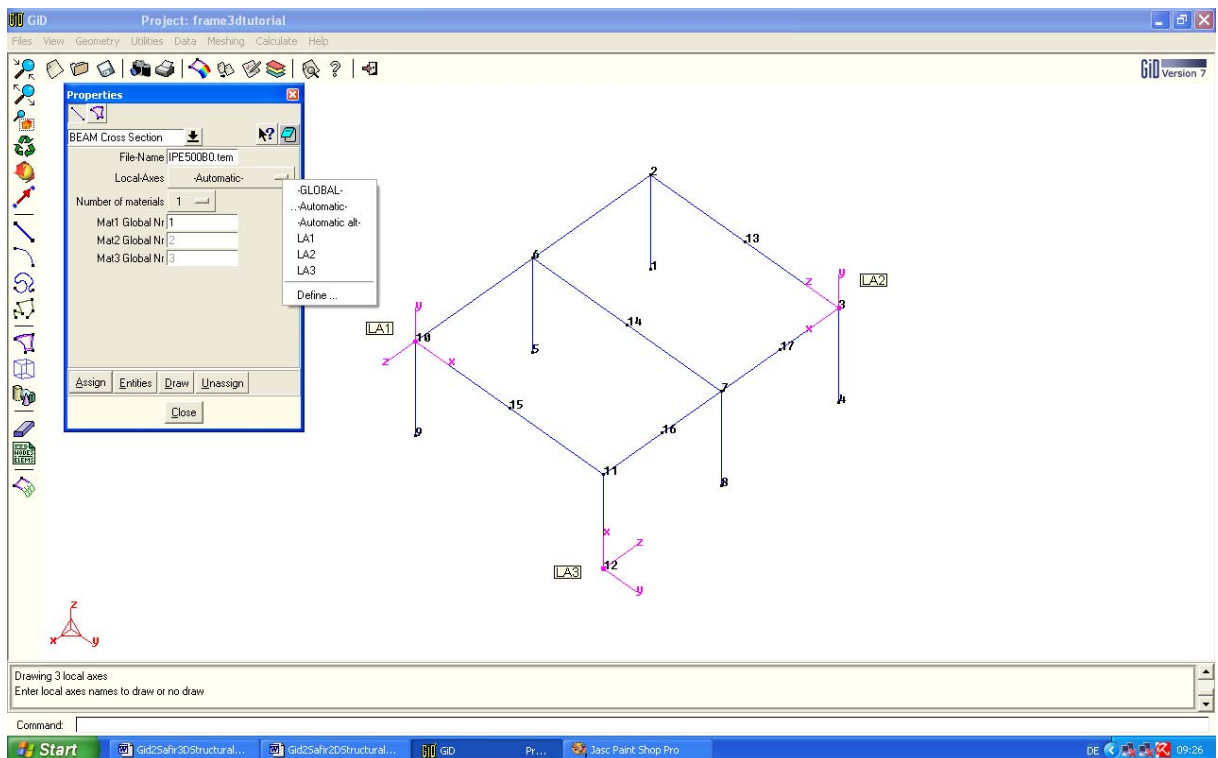 GiD Project: frame3dtutorial
Files View Geometry Utilities Data Meshing Calculate Help
GiD Version 7
Properties
BEAM Cross Section
File-Name IPE500B0.tem
Local-Axes -Automatic-
Number of materials 1
Mat1 Global Nr 1
Mat2 Global Nr 2
Mat3 Global Nr 3
Assign Entities Draw Unassign
Close
-GLOBAL-
-Automatic-
-Automatic alt-
LA1
LA2
LA3
Define ...
2
13
6
1
z y LA2
3
x
14
17
y
LA1 10
z x
5
7
4
15
16
9
11
8
x
z
LA3 12
y
z
x y
Drawing 3 local axes
Enter local axes names to draw or no draw
Command:
Start Gid2Safir3DStructural... Gid2Safir2DStructural... GiD Pr... Jasc Paint Shop Pro DE 09:26